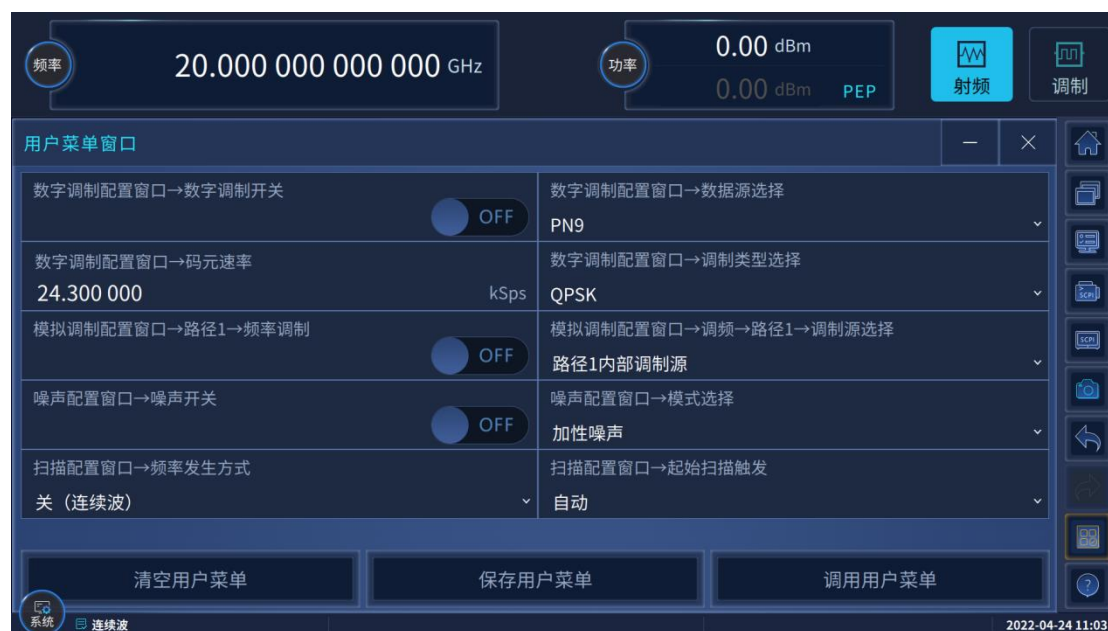 频率
20.000 000 000 000 GHz
功率
0.00 dBm
0.00 dBm PEP
射频
调制
用户菜单窗口
数字调制配置窗口→数字调制开关
OFF
数字调制配置窗口→数据源选择
PN9
数字调制配置窗口→码元速率
24.300 000 kSps
数字调制配置窗口→调制类型选择
QPSK
模拟调制配置窗口→路径1→频率调制
OFF
模拟调制配置窗口→调频→路径1→调制源选择
路径1内部调制源
噪声配置窗口→噪声开关
OFF
噪声配置窗口→模式选择
加性噪声
扫描配置窗口→频率发生方式
关（连续波）
扫描配置窗口→起始扫描触发
自动
SCPI
SCPI
清空用户菜单
保存用户菜单
调用用户菜单
系统
连续波
2022-04-24 11:03